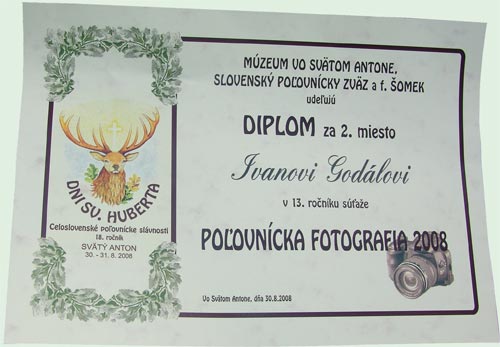 DNI SV. HUBERTA
Celoslovenské poľovnícke slávnosti
18. ročník
SVÄTÝ ANTON
30. - 31. 8. 2008
MÚZEUM VO SVÄTOM ANTONE,
SLOVENSKÝ POĽOVNÍCKY ZVÄZ a f. ŠOMEK
udeľujú
DIPLOM za 2. miesto
Ivanovi Godálovi
v 13. ročníku súťaže
POĽOVNÍCKA FOTOGRAFIA 2008
Vo Svätom Antone, dňa 30.8.2008